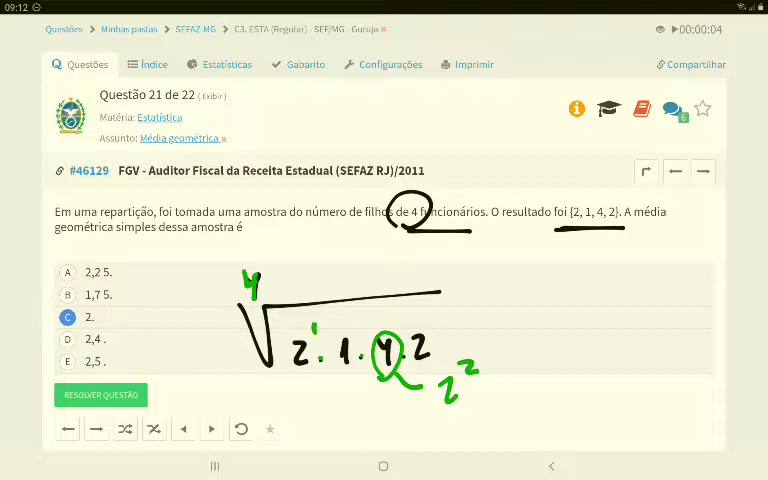 09:12
00:00:04
Questões > Minhas pastas > SEFAZ-MG > C3. ESTA (Regular) - SEF/MG - Guruja
Questões Índice Estatísticas Gabarito Configurações Imprimir Compartilhar
Questão 21 de 22 ( Exibir )
Matéria: Estatística
6
Assunto: Média geométrica
#46129 FGV - Auditor Fiscal da Receita Estadual (SEFAZ RJ)/2011
Em uma repartição, foi tomada uma amostra do número de filhos de 4 funcionários. O resultado foi {2, 1, 4, 2}. A média
geométrica simples dessa amostra é
A 2,2 5.
B 1,7 5.
C 2.
D 2,4 .
E 2,5 .
4
2¹ . 1 . 4 . 2
2²
RESOLVER QUESTÃO